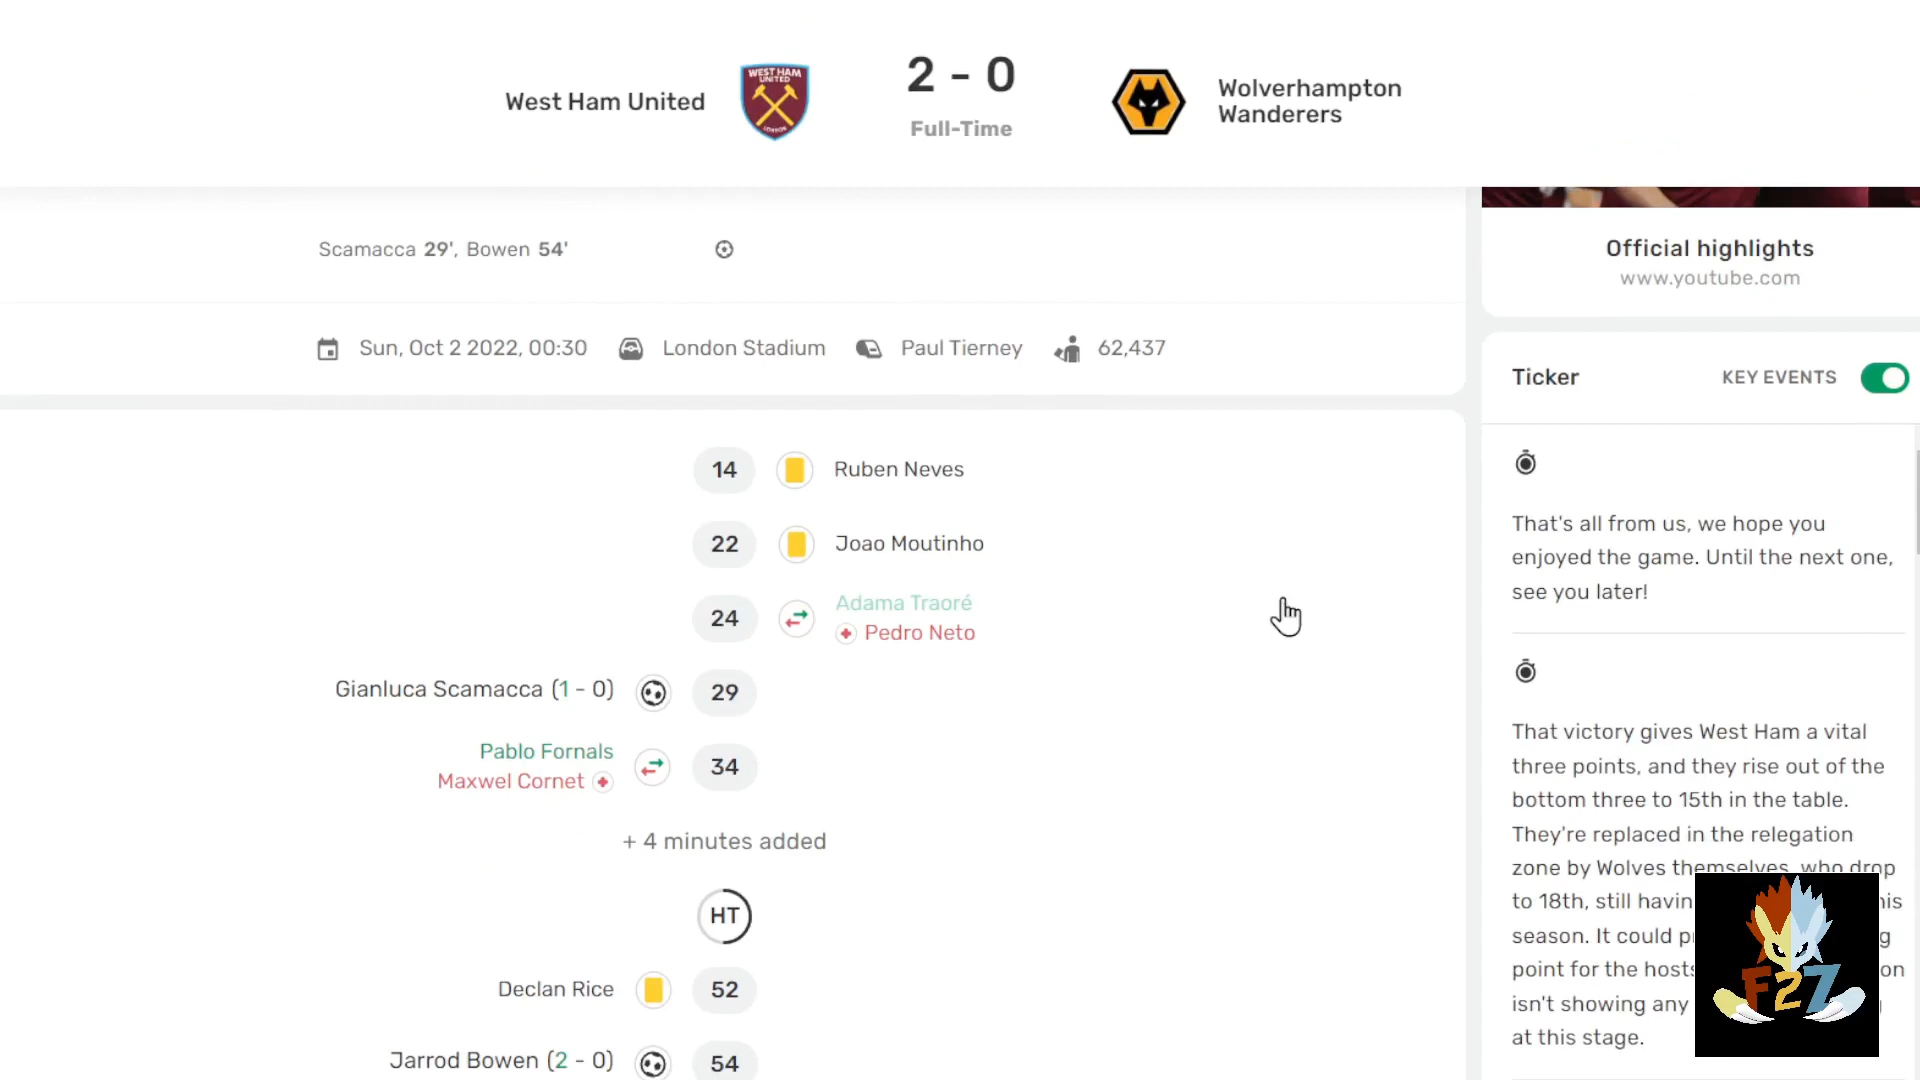 West Ham United
WEST HAM
UNITED
LONDON
2 - 0
Full-Time
Wolverhampton
Wanderers
Scamacca 29', Bowen 54'
Sun, Oct 2 2022, 00:30
London Stadium
Paul Tierney
62,437
14 Ruben Neves
22 Joao Moutinho
24 Adama Traoré
Pedro Neto
Gianluca Scamacca (1 - 0) 29
Pablo Fornals
Maxwel Cornet
34
+ 4 minutes added
HT
Declan Rice 52
Jarrod Bowen (2 - 0) 54
Official highlights
www.youtube.com
Ticker KEY EVENTS
That's all from us, we hope you
enjoyed the game. Until the next one,
see you later!
That victory gives West Ham a vital
three points, and they rise out of the
bottom three to 15th in the table.
They're replaced in the relegation
zone by Wolves themselves, who drop
to 18th, still
season. It could
point for the
isn't showing any
at this stage.
F2Z